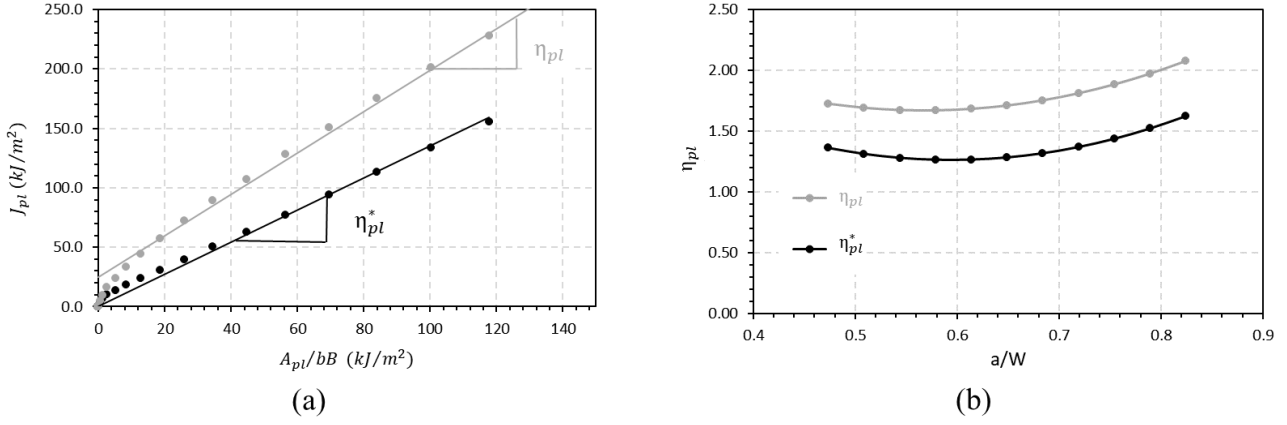 250.0
200.0
150.0
100.0
50.0
0.0
0
20
40
60
80
100
120
140
J_pl (kJ/m²)
A_pl/bB (kJ/m²)
η_pl
η*_pl
(a)
2.50
2.00
1.50
1.00
0.50
0.00
0.4
0.5
0.6
0.7
0.8
0.9
η_pl
a/W
η_pl
η*_pl
(b)